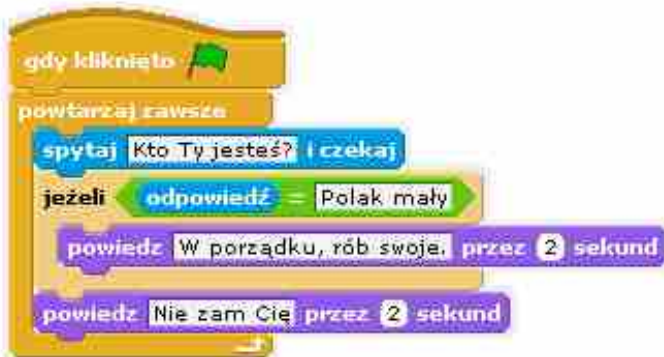 gdy kliknięto
powtarzaj zawsze
spytaj Kto Ty jesteś? i czekaj
jeżeli odpowiedź = Polak mały
powiedz W porządku, rób swoje. przez 2 sekund
powiedz Nie zam Cię przez 2 sekund